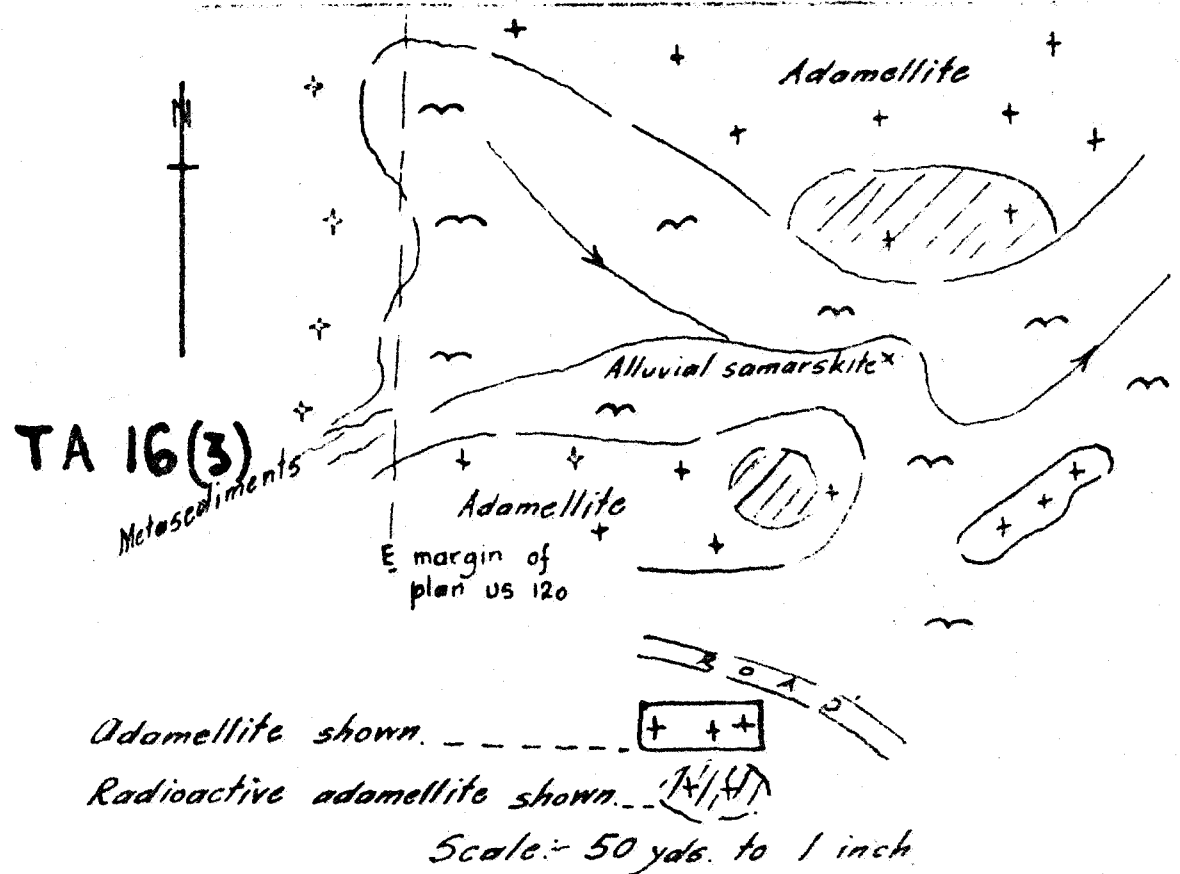 Adamellite
N
Alluvial samarskite x
TA 16(3)
Metasediments
Adamellite
E margin of
plan US 120
ROAD
Adamellite shown
Radioactive adamellite shown
Scale:- 50 yds. to 1 inch